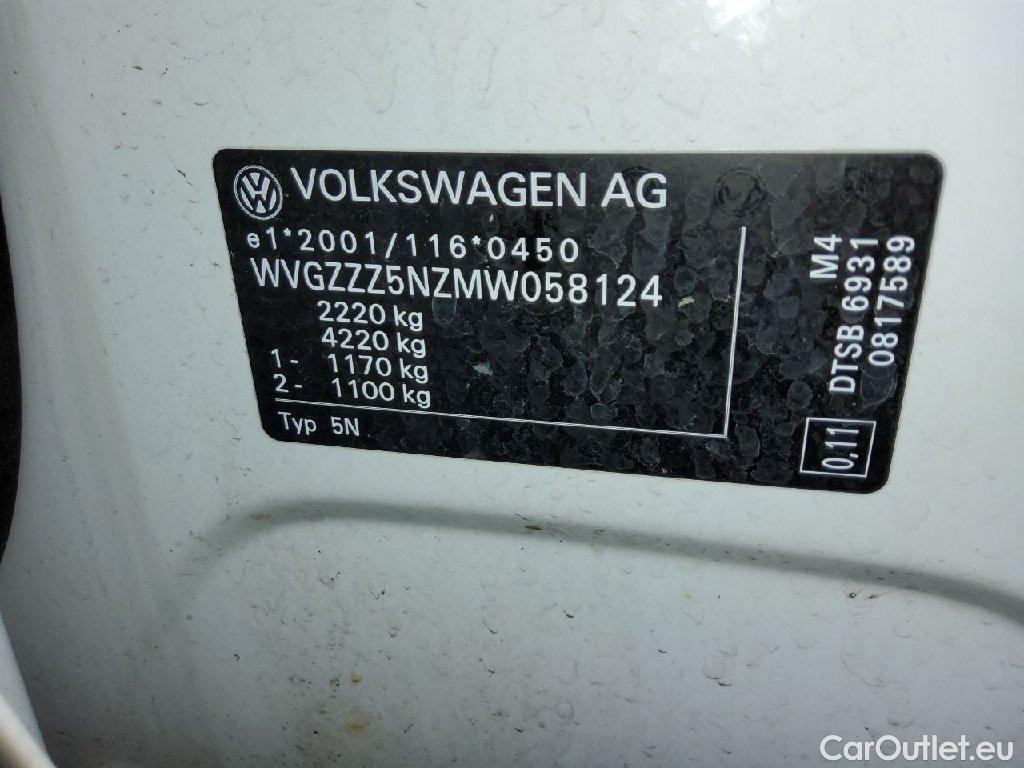 VOLKSWAGEN AG
e1*2001/116*0450
WVGZZZ5NZMW058124
2220 kg
4220 kg
1- 1170 kg
2- 1100 kg
Typ 5N
M4
DTSB 6931
0817589
0.11
CarOutlet.eu